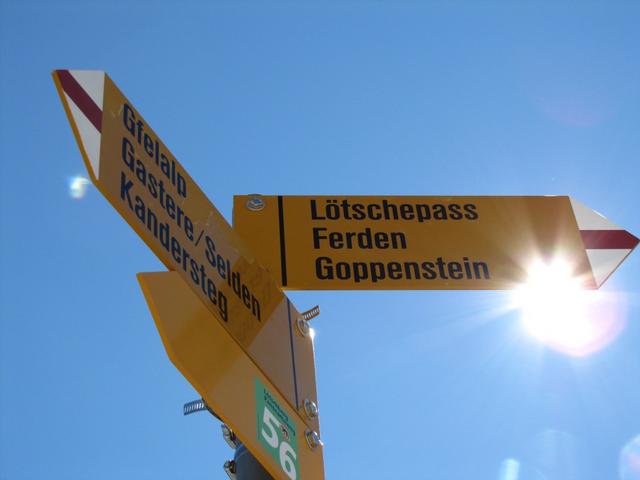 Gfelalp
Gastere/Selden
Kandersteg
Lötschepass
Ferden
Goppenstein
56